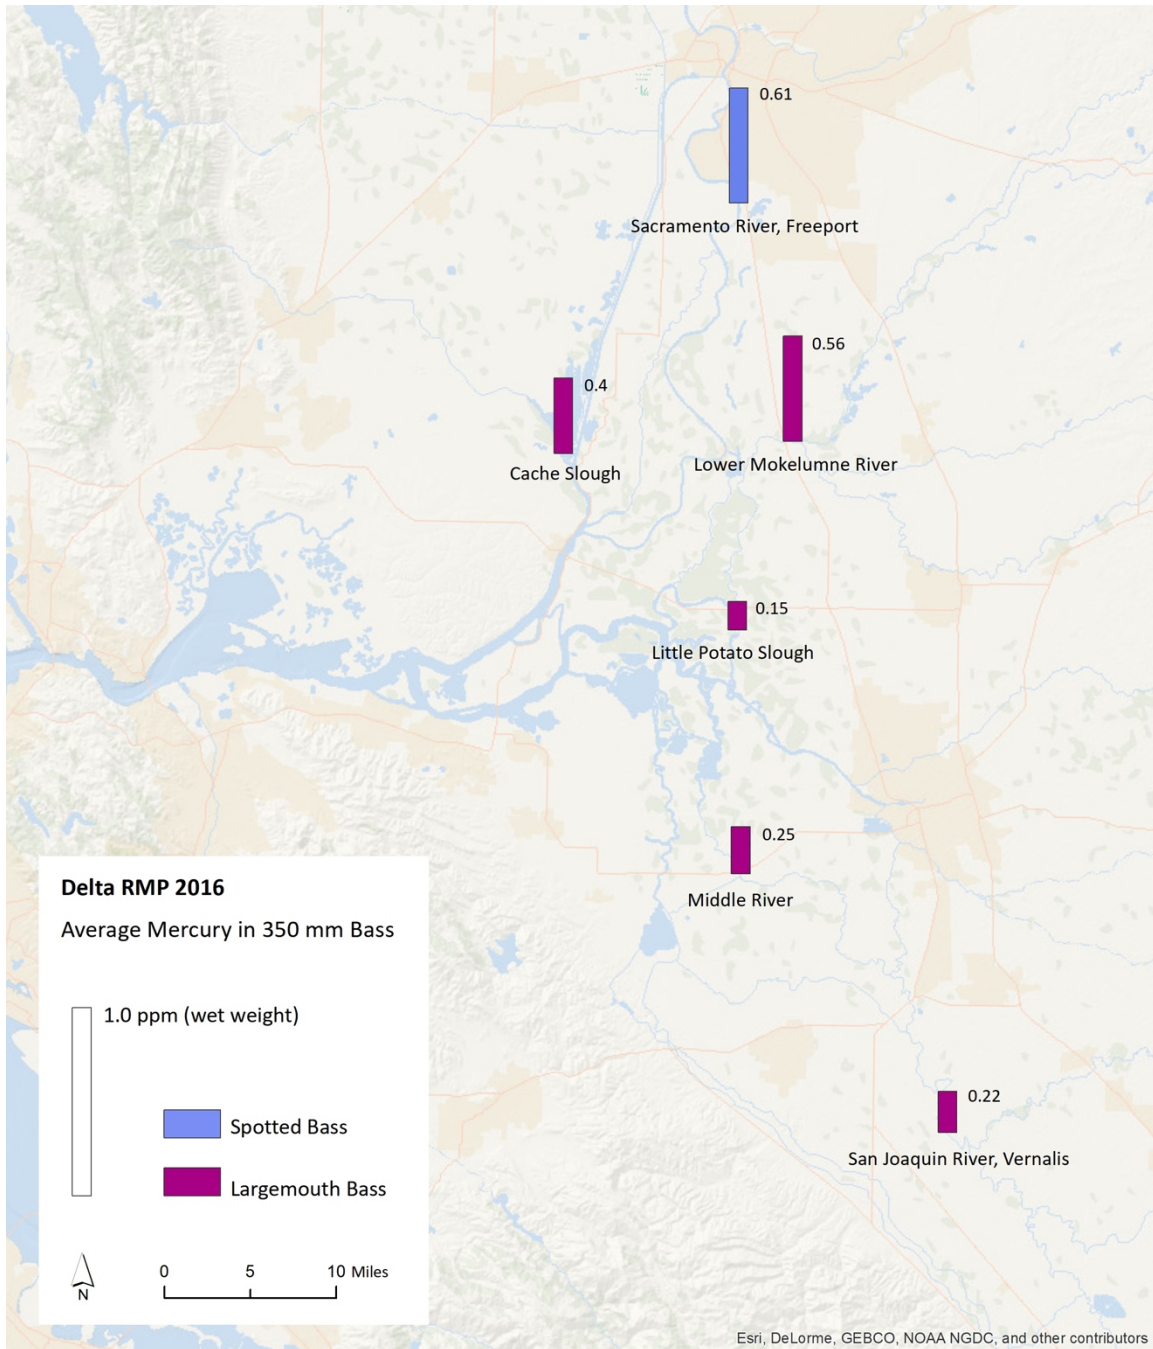 0.61
Sacramento River, Freeport
0.56
0.4
Lower Mokelumne River
Cache Slough
0.15
Little Potato Slough
0.25
Middle River
Delta RMP 2016
Average Mercury in 350 mm Bass
1.0 ppm (wet weight)
Spotted Bass
Largemouth Bass
N
0 5 10 Miles
0.22
San Joaquin River, Vernalis
Esri, DeLorme, GEBCO, NOAA NGDC, and other contributors